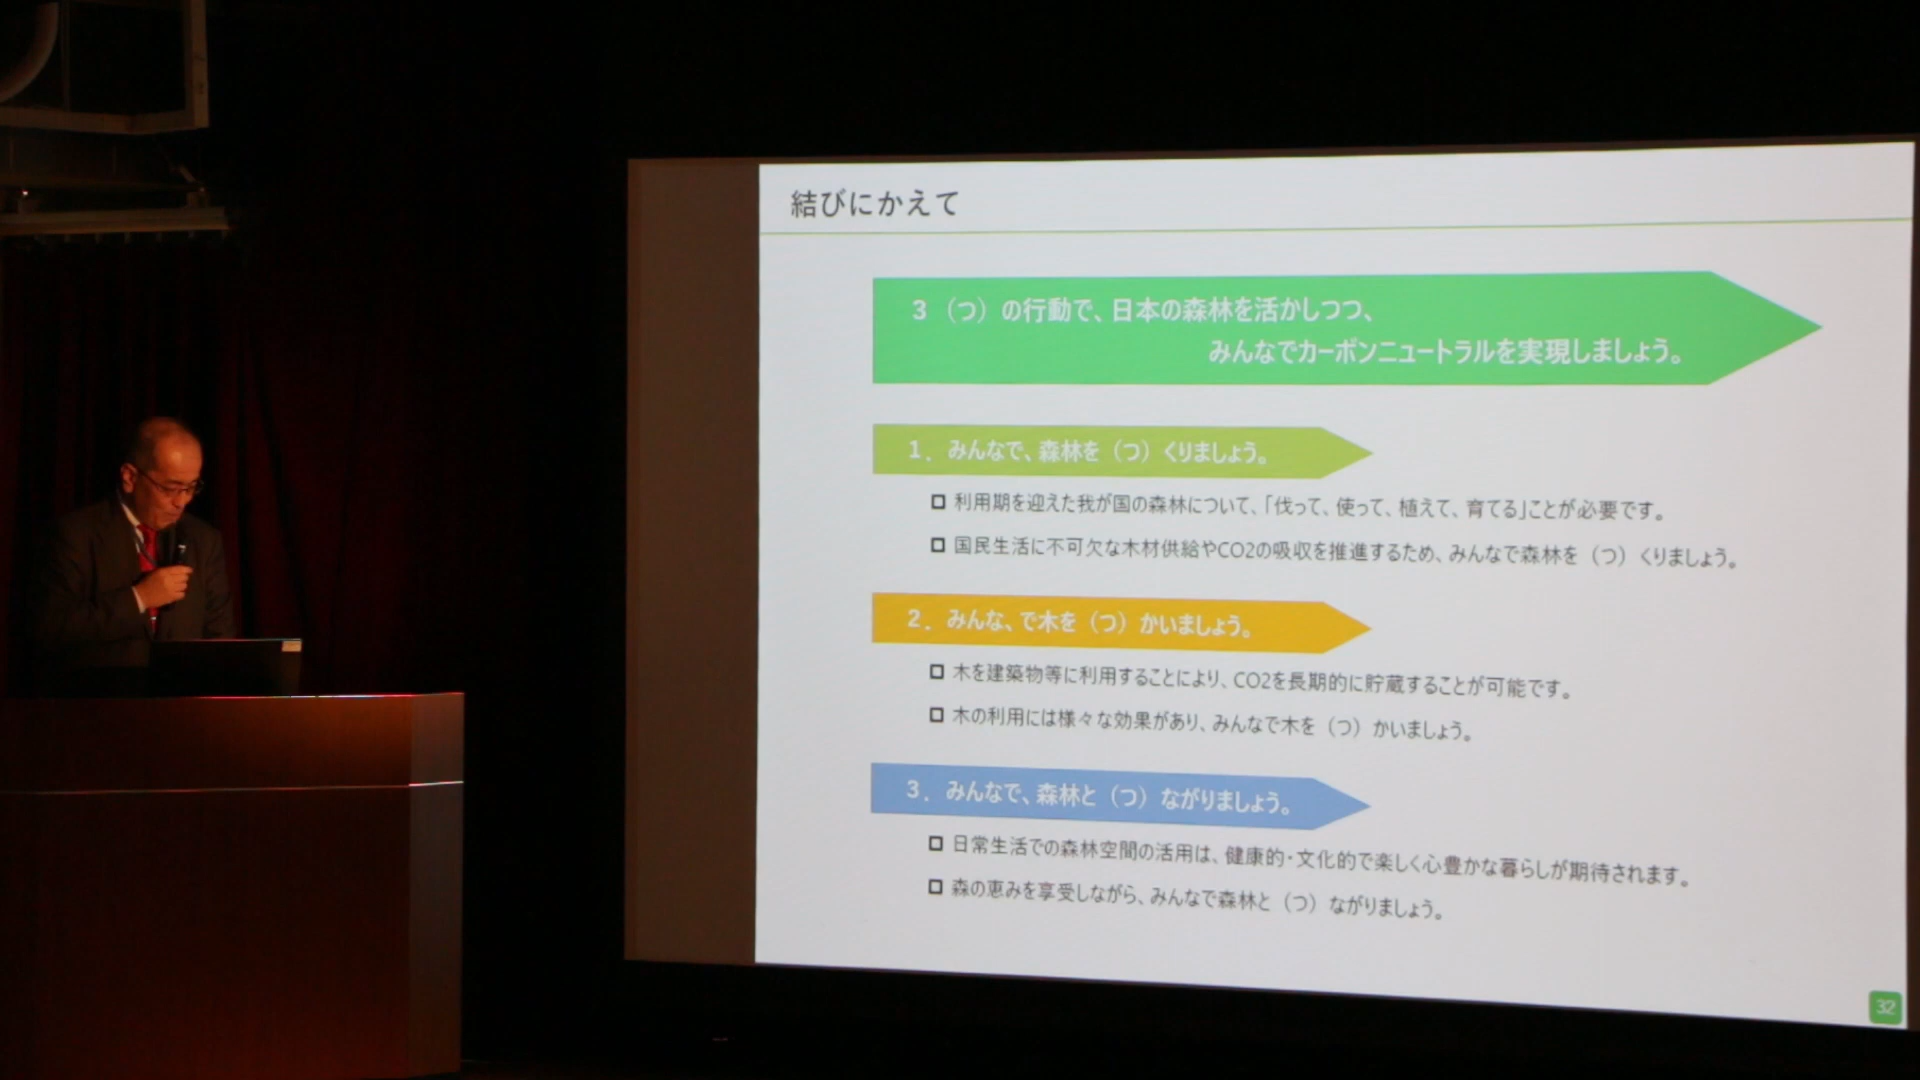 結びにかえて
3（つ）の行動で、日本の森林を活かしつつ、
みんなでカーボンニュートラルを実現しましょう。
1．みんなで、森林を（つ）くりましょう。
利用期を迎えた我が国の森林について、「伐って、使って、植えて、育てる」ことが必要です。
国民生活に不可欠な木材供給やCO2の吸収を推進するため、みんなで森林を（つ）くりましょう。
2．みんな、で木を（つ）かいましょう。
木を建築物等に利用することにより、CO2を長期的に貯蔵することが可能です。
木の利用には様々な効果があり、みんなで木を（つ）かいましょう。
3．みんなで、森林と（つ）ながりましょう。
日常生活での森林空間の活用は、健康的・文化的で楽しく心豊かな暮らしが期待されます。
森の恵みを享受しながら、みんなで森林と（つ）ながりましょう。
32